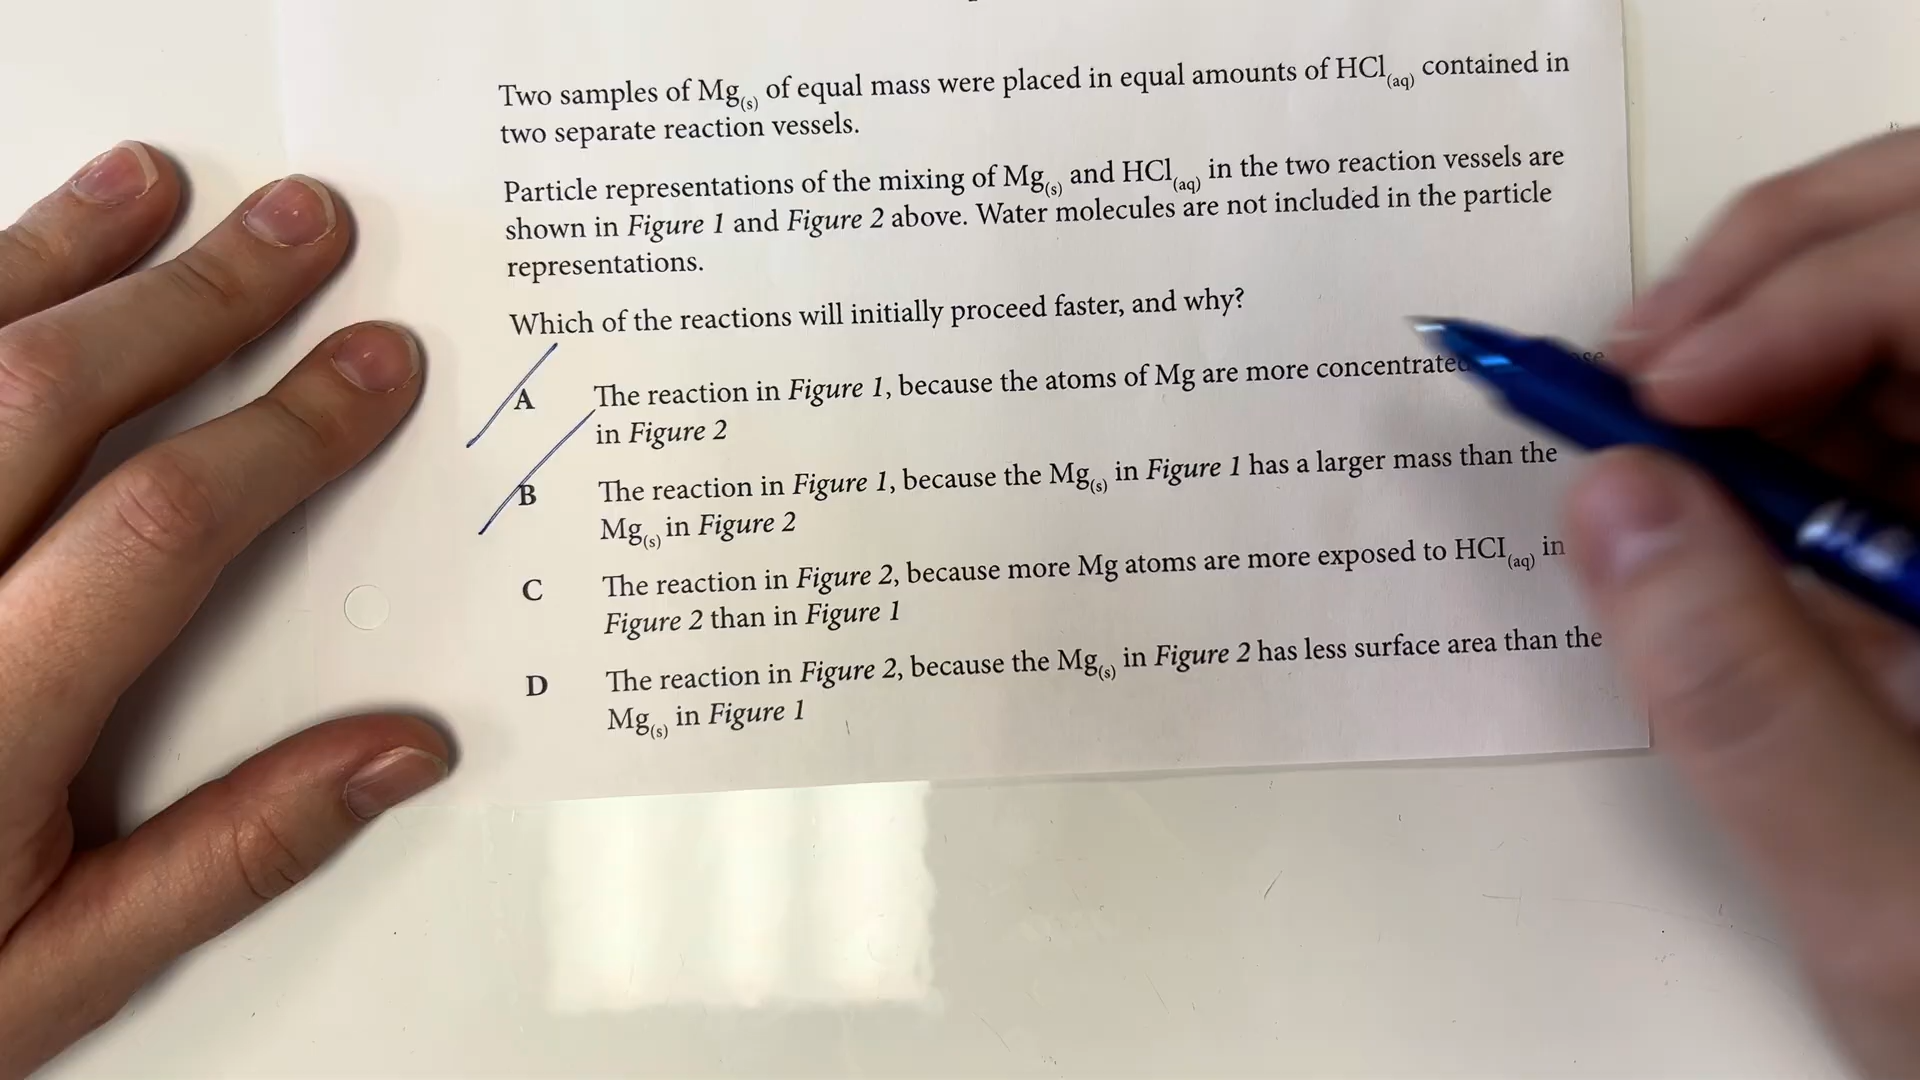 Two samples of Mg(s) of equal mass were placed in equal amounts of HCl(aq) contained in
two separate reaction vessels.
Particle representations of the mixing of Mg(s) and HCl(aq) in the two reaction vessels are
shown in Figure 1 and Figure 2 above. Water molecules are not included in the particle
representations.
Which of the reactions will initially proceed faster, and why?
A The reaction in Figure 1, because the atoms of Mg are more concentrated
in Figure 2
B The reaction in Figure 1, because the Mg(s) in Figure 1 has a larger mass than the
Mg(s) in Figure 2
C The reaction in Figure 2, because more Mg atoms are more exposed to HCI(aq) in
Figure 2 than in Figure 1
D The reaction in Figure 2, because the Mg(s) in Figure 2 has less surface area than the
Mg(s) in Figure 1